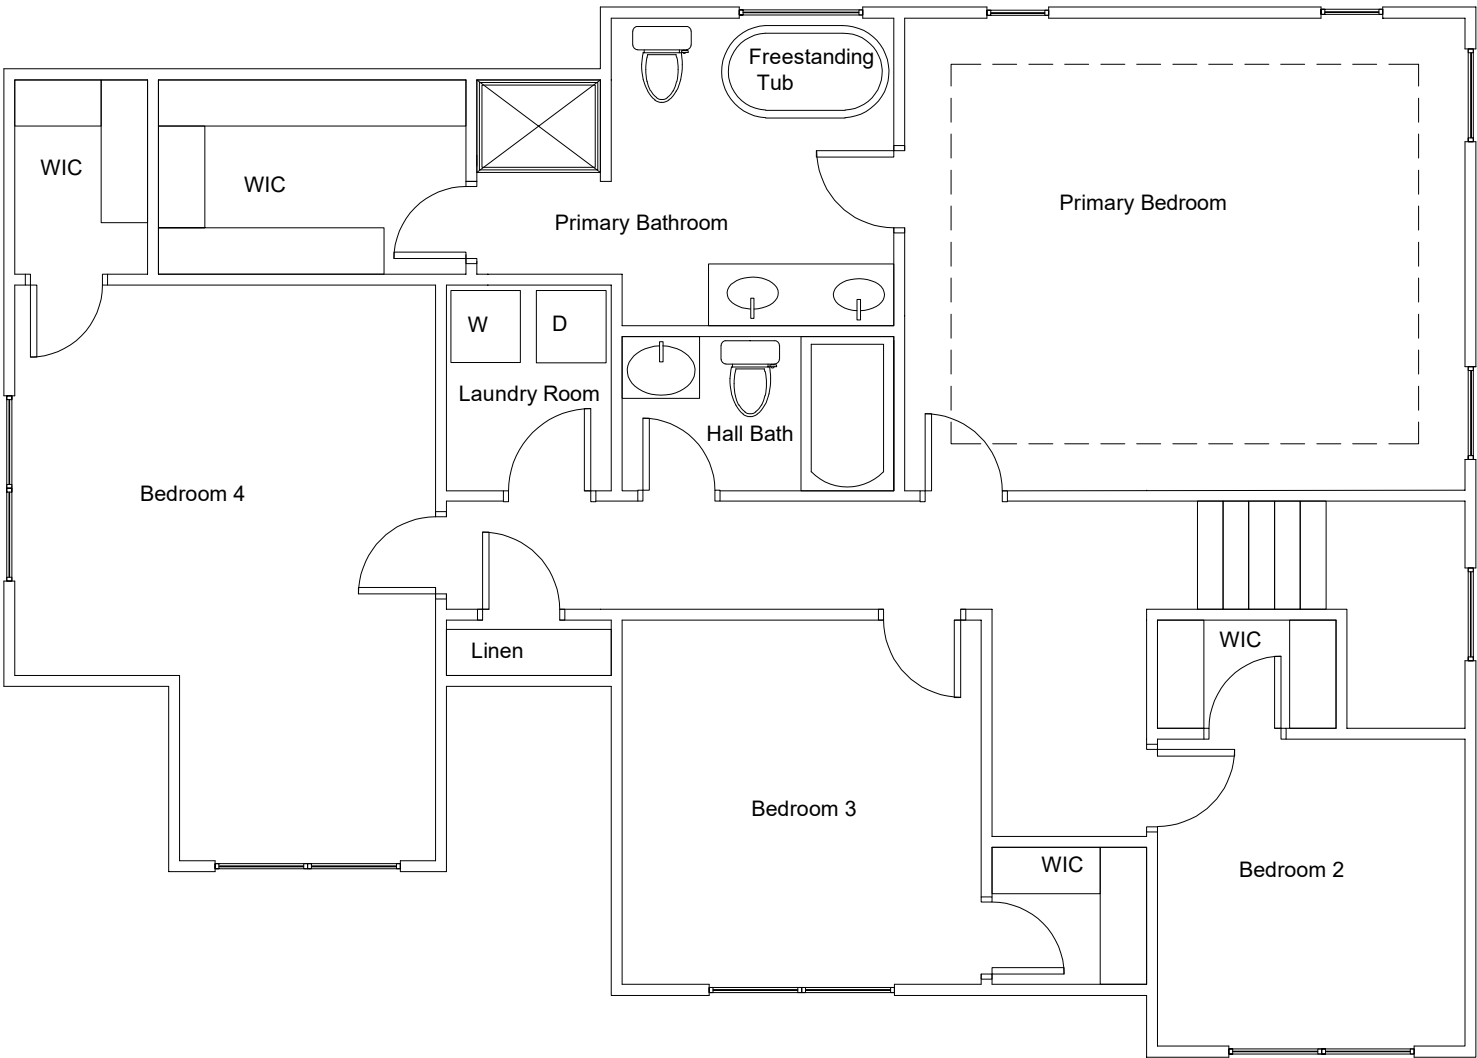 Freestanding
Tub
WIC
WIC
Primary Bathroom
Primary Bedroom
W
D
Laundry Room
Hall Bath
Bedroom 4
Linen
WIC
Bedroom 3
WIC
Bedroom 2